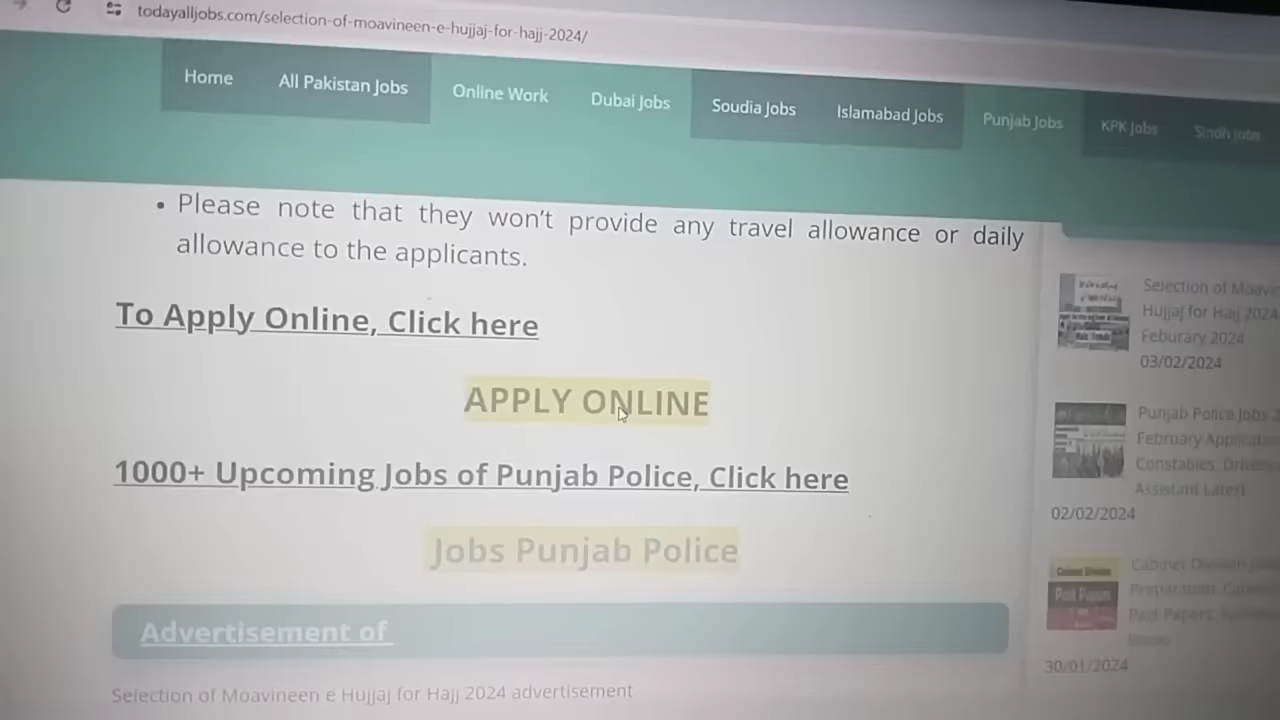 todayalljobs.com/selection-of-moavineen-e-hujjaj-for-hajj-2024/
Home All Pakistan Jobs Online Work Dubai Jobs Soudia Jobs Islamabad Jobs Punjab Jobs KPK Jobs Sindh Jobs
• Please note that they won't provide any travel allowance or daily
allowance to the applicants.
To Apply Online, Click here
APPLY ONLINE
1000+ Upcoming Jobs of Punjab Police, Click here
Jobs Punjab Police
Advertisement of
Selection of Moavineen e Hujjaj for Hajj 2024 advertisement
Selection of
Hujjaj for Hajj 2024
Feburary 2024
03/02/2024
Punjab Police Jobs
February
Constables, Drivers
Assistant Latest
02/02/2024
Cabinet Division
Past Papers
Cabinet Division
Preparation,
Past Papers,
30/01/2024